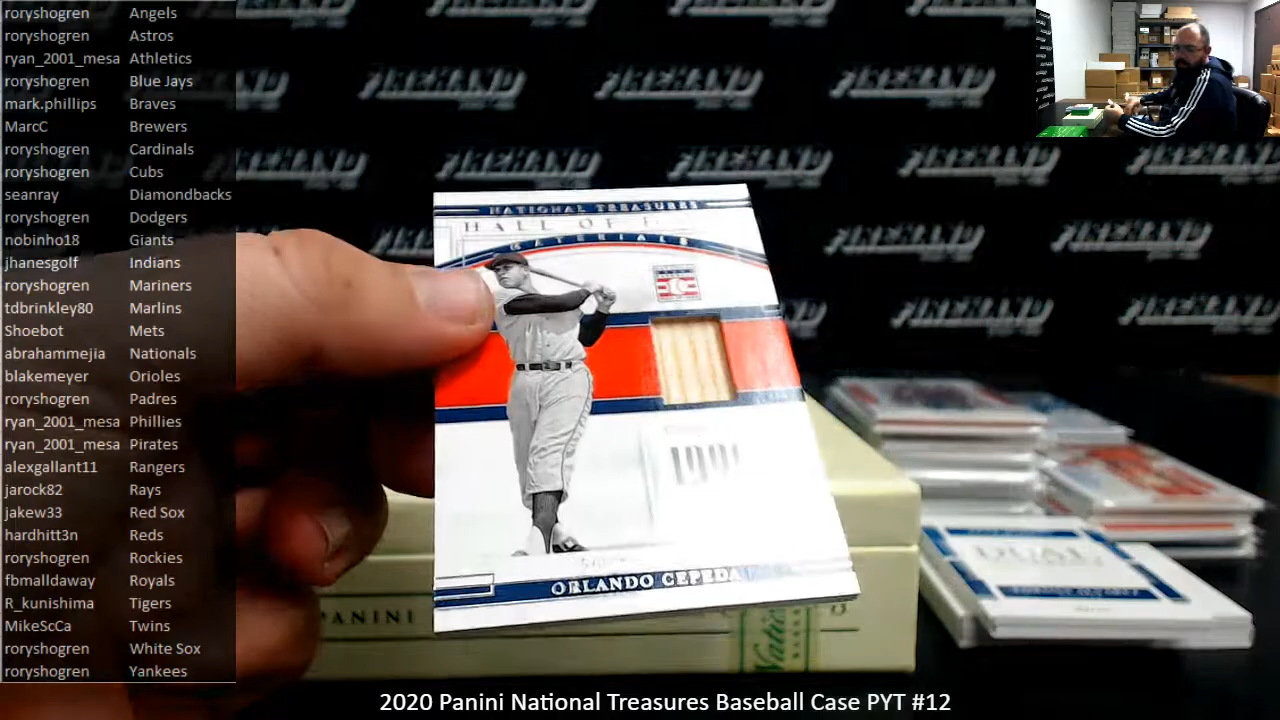 roryshogren Angels
roryshogren Astros
ryan_2001_mesa Athletics
roryshogren Blue Jays
mark.phillips Braves
MarcC Brewers
roryshogren Cardinals
roryshogren Cubs
seanray Diamondbacks
roryshogren Dodgers
nobinho18 Giants
jhanesgolf Indians
roryshogren Mariners
tdbrinkley80 Marlins
Shoebot Mets
abrahammejia Nationals
blakemeyer Orioles
roryshogren Padres
ryan_2001_mesa Phillies
ryan_2001_mesa Pirates
alexgallant11 Rangers
jarock82 Rays
jakew33 Red Sox
hardhitt3n Reds
roryshogren Rockies
fbmalldaway Royals
R_kunishima Tigers
MikeScCa Twins
roryshogren White Sox
roryshogren Yankees
NATIONAL TREASURES
HALL OF
MATERIALS
ORLANDO CEPEDA
PANINI
DUAL
2020 Panini National Treasures Baseball Case PYT #12